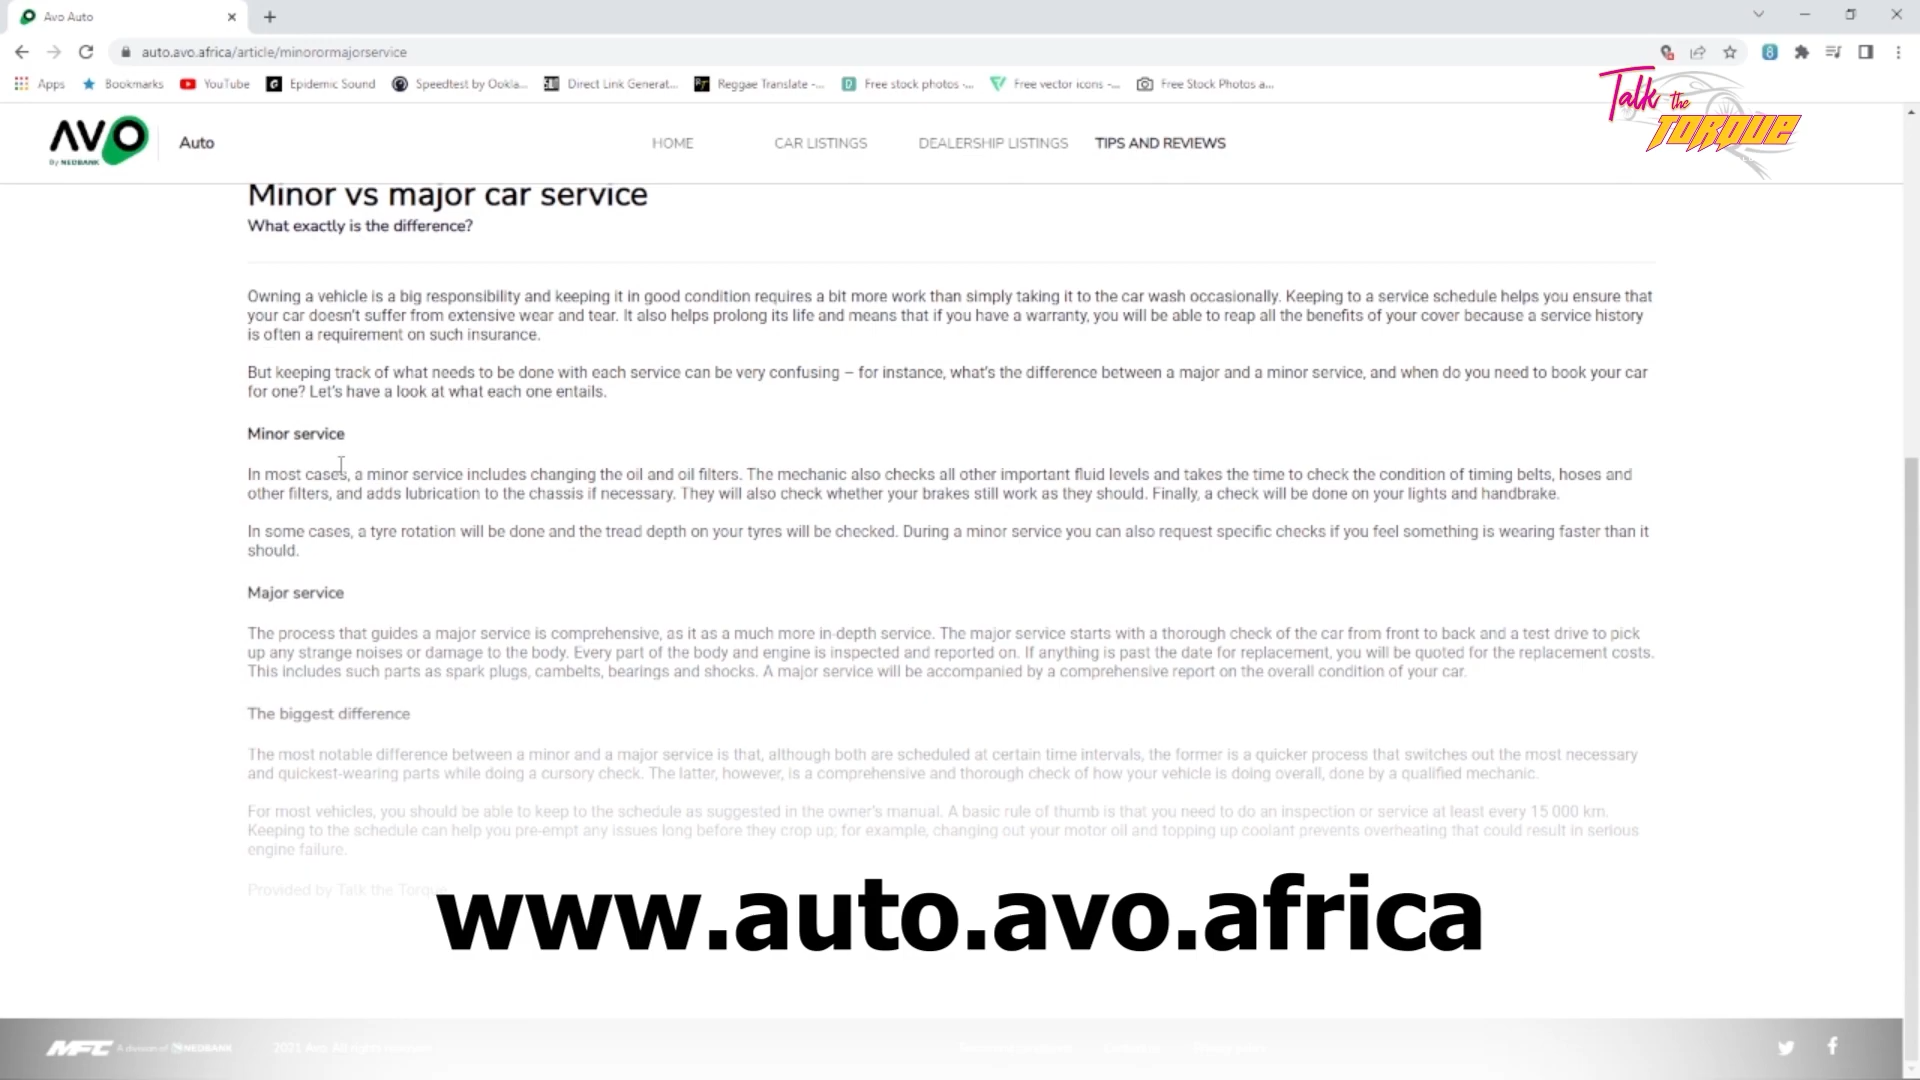 Avo Auto
auto.avo.africa/article/minorormajorservice
Apps Bookmarks YouTube Epidemic Sound Speedtest by Ookla... Direct Link Generat... Reggae Translate -... Free stock photos -... Free vector icons -... Free Stock Photos a...
Talk the
TORQUE
AVO
By NEDBANK
Auto
HOME CAR LISTINGS DEALERSHIP LISTINGS TIPS AND REVIEWS
Minor vs major car service
What exactly is the difference?
Owning a vehicle is a big responsibility and keeping it in good condition requires a bit more work than simply taking it to the car wash occasionally. Keeping to a service schedule helps you ensure that
your car doesn't suffer from extensive wear and tear. It also helps prolong its life and means that if you have a warranty, you will be able to reap all the benefits of your cover because a service history
is often a requirement on such insurance.
But keeping track of what needs to be done with each service can be very confusing – for instance, what's the difference between a major and a minor service, and when do you need to book your car
for one? Let's have a look at what each one entails.
Minor service
In most cases, a minor service includes changing the oil and oil filters. The mechanic also checks all other important fluid levels and takes the time to check the condition of timing belts, hoses and
other filters, and adds lubrication to the chassis if necessary. They will also check whether your brakes still work as they should. Finally, a check will be done on your lights and handbrake.
In some cases, a tyre rotation will be done and the tread depth on your tyres will be checked. During a minor service you can also request specific checks if you feel something is wearing faster than it
should.
Major service
The process that guides a major service is comprehensive, as it as a much more in-depth service. The major service starts with a thorough check of the car from front to back and a test drive to pick
up any strange noises or damage to the body. Every part of the body and engine is inspected and reported on. If anything is past the date for replacement, you will be quoted for the replacement costs.
This includes such parts as spark plugs, cambelts, bearings and shocks. A major service will be accompanied by a comprehensive report on the overall condition of your car.
The biggest difference
The most notable difference between a minor and a major service is that, although both are scheduled at certain time intervals, the former is a quicker process that switches out the most necessary
and quickest-wearing parts while doing a cursory check. The latter, however, is a comprehensive and thorough check of how your vehicle is doing overall, done by a qualified mechanic.
For most vehicles, you should be able to keep to the schedule as suggested in the owner's manual. A basic rule of thumb is that you need to do an inspection or service at least every 15 000 km.
Keeping to the schedule can help you pre-empt any issues long before they crop up; for example, changing out your motor oil and topping up coolant prevents overheating that could result in serious
engine failure.
Provided by Talk the Torque
www.auto.avo.africa
MFC A division of NEDBANK